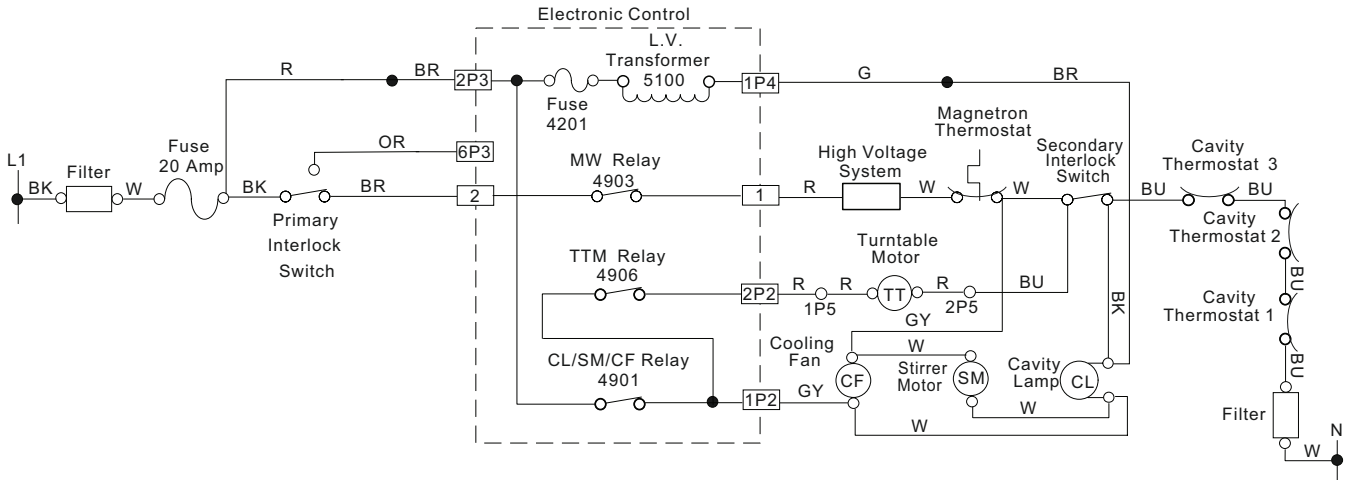 Electronic Control
L.V.
Transformer
5100
R
BR
2P3
1P4
G
BR
Fuse
4201
Magnetron
Thermostat
OR
6P3
L1
Filter
Fuse
20 Amp
MW Relay
4903
High Voltage
System
Secondary
Interlock
Switch
Cavity
Thermostat 3
BK
W
BK
BR
2
1
R
W
W
BU
BU
Primary
Interlock
Switch
Cavity
Thermostat 2
TTM Relay
4906
Turntable
Motor
2P2
R
R
TT
R
BU
1P5
2P5
BK
BU
GY
Cavity
Thermostat 1
Cooling
Fan
W
CL/SM/CF Relay
4901
Stirrer
Motor
Cavity
Lamp
CF
SM
CL
BU
1P2
GY
W
W
Filter
N
W